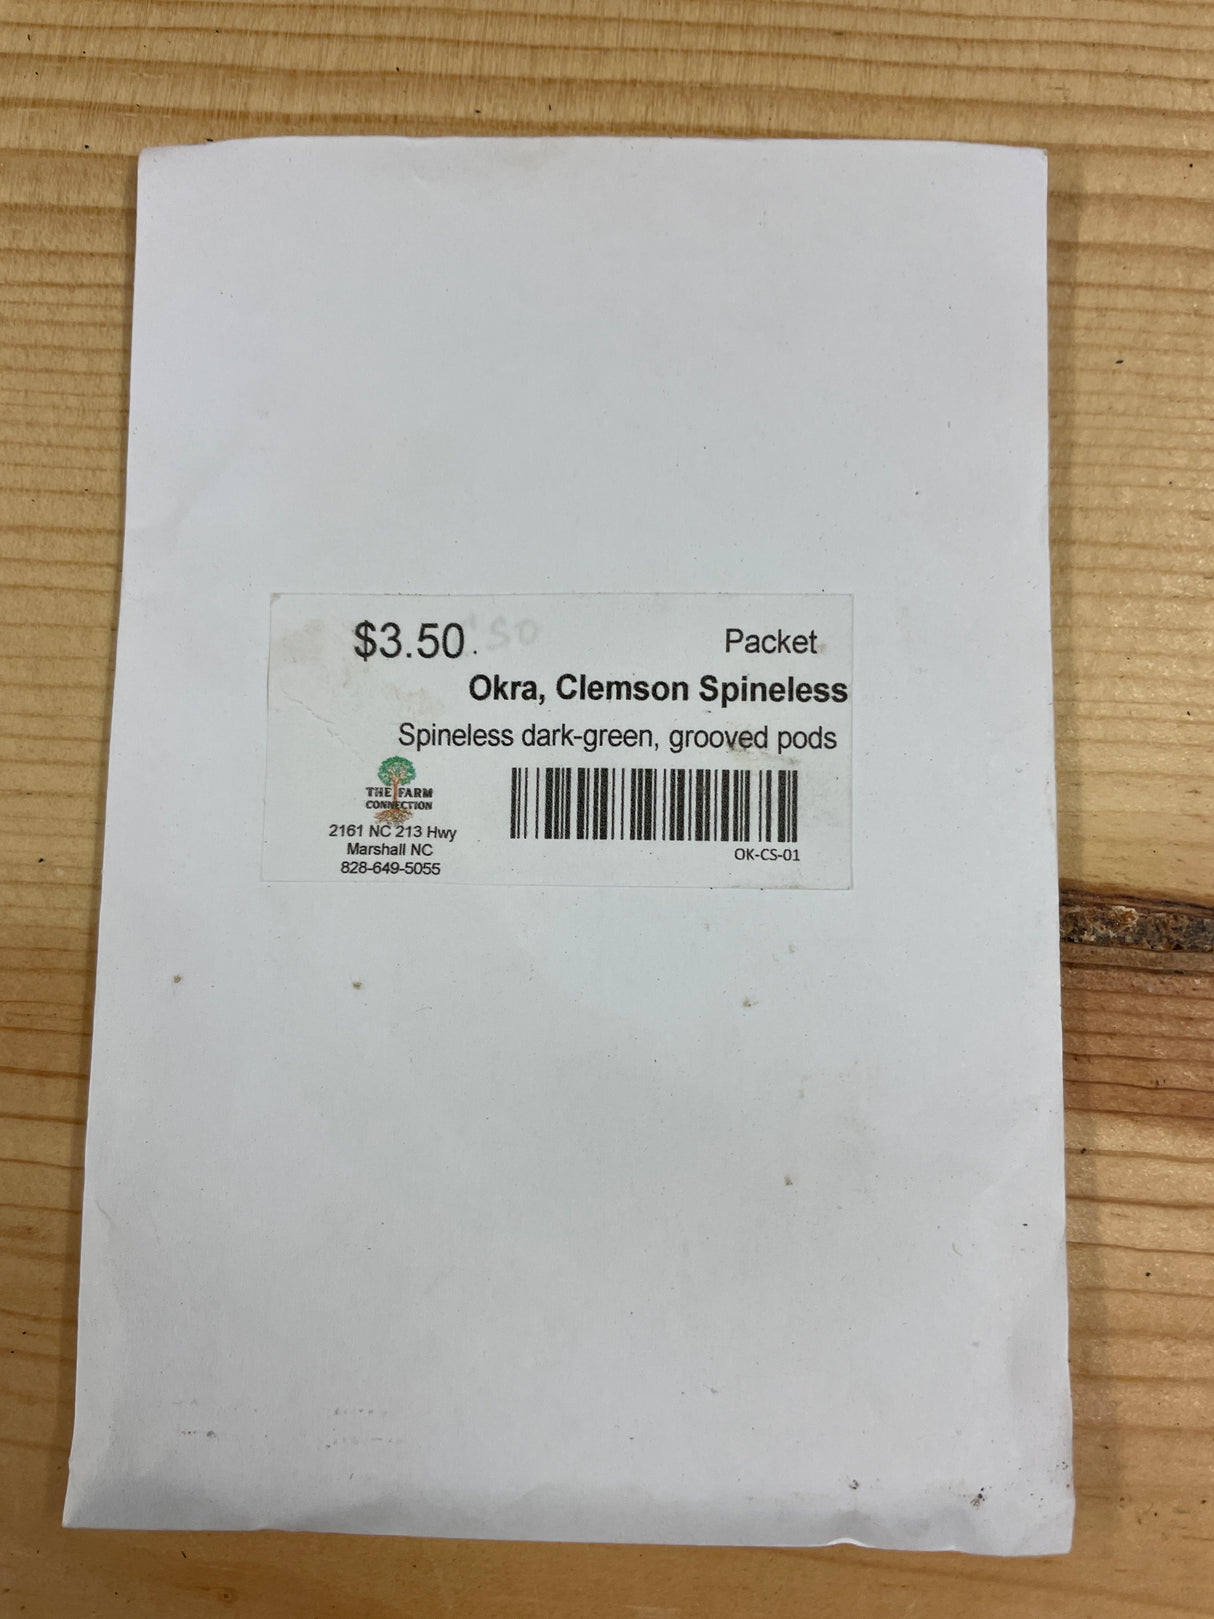 $3.50.
Packet
Okra, Clemson Spineless
Spineless dark-green, grooved pods
THE FARM
CONNECTION
2161 NC 213 Hwy
Marshall NC
828-649-5055
OK-CS-01